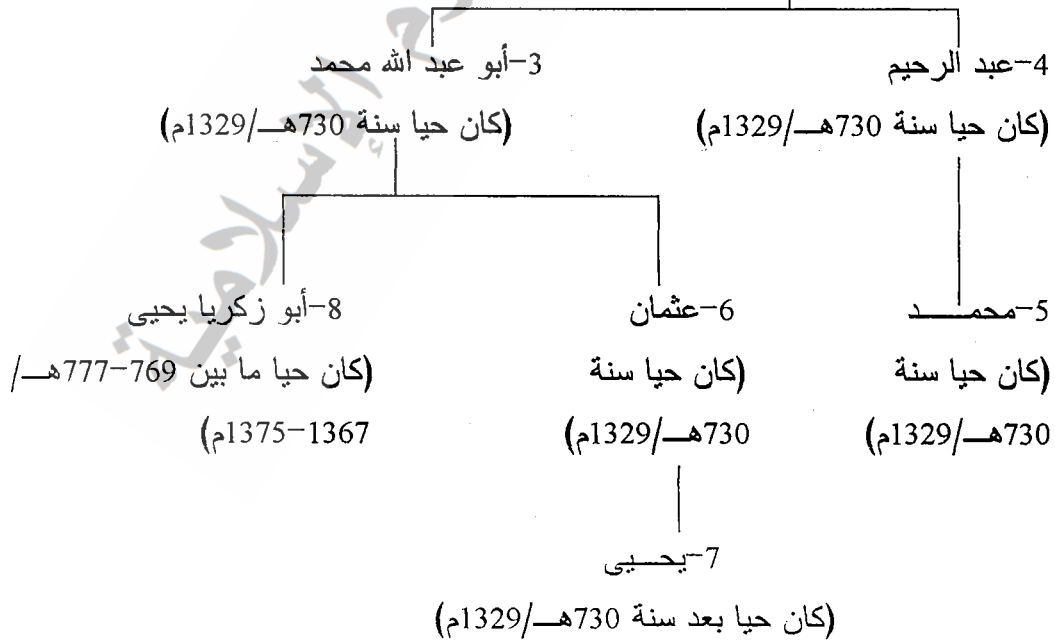 4-عبد الرحيم
(كان حيا سنة 730هـ/1329م)
3-أبو عبد الله محمد
(كان حيا سنة 730هـ/1329م)
5-محمـــد
(كان حيا سنة
730هـ/1329م)
6-عثمان
(كان حيا سنة
730هـ/1329م)
8-أبو زكريا يحيى
(كان حيا ما بين 769-777هـ/
1367-1375م)
7-يحـــيى
(كان حيا بعد سنة 730هـ/1329م)